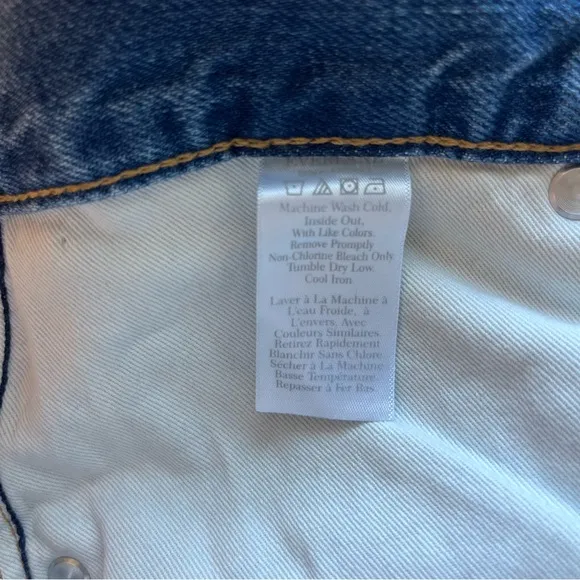 Machine Wash Cold,
Inside Out,
With Like Colors.
Remove Promptly
Non-Chlorine Bleach Only
Tumble Dry Low.
Cool Iron.
Laver à La Machine à
L'eau Froide, à
L'envers, Avec
Couleurs Similaires.
Retirez Rapidement
Blanchir Sans Chlore.
Sécher à La Machine
Basse Température.
Repasser à Fer Bas.